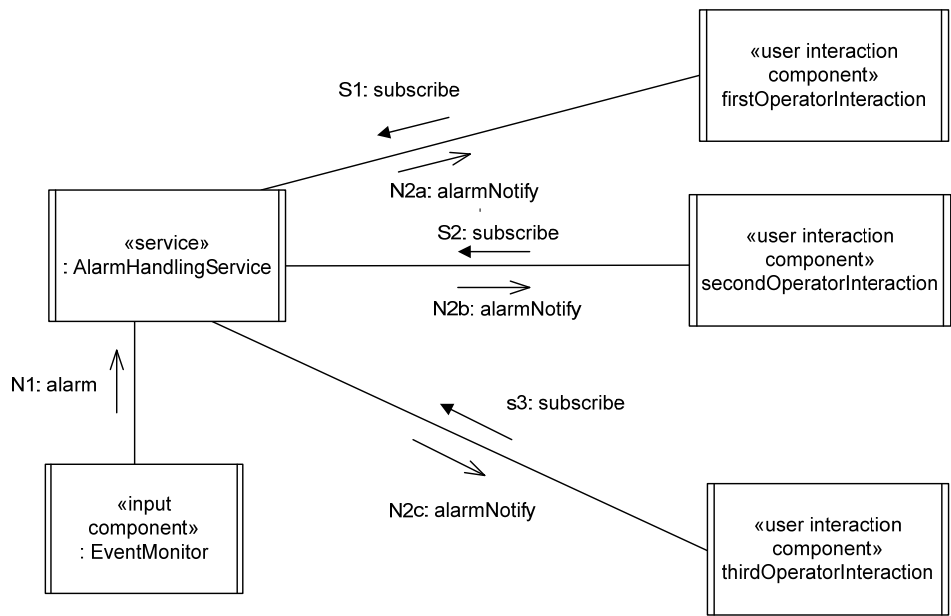 «user interaction
component»
firstOperatorInteraction
S1: subscribe
N2a: alarmNotify
«service»
: AlarmHandlingService
S2: subscribe
N2b: alarmNotify
«user interaction
component»
secondOperatorInteraction
N1: alarm
s3: subscribe
N2c: alarmNotify
«input
component»
: EventMonitor
«user interaction
component»
thirdOperatorInteraction